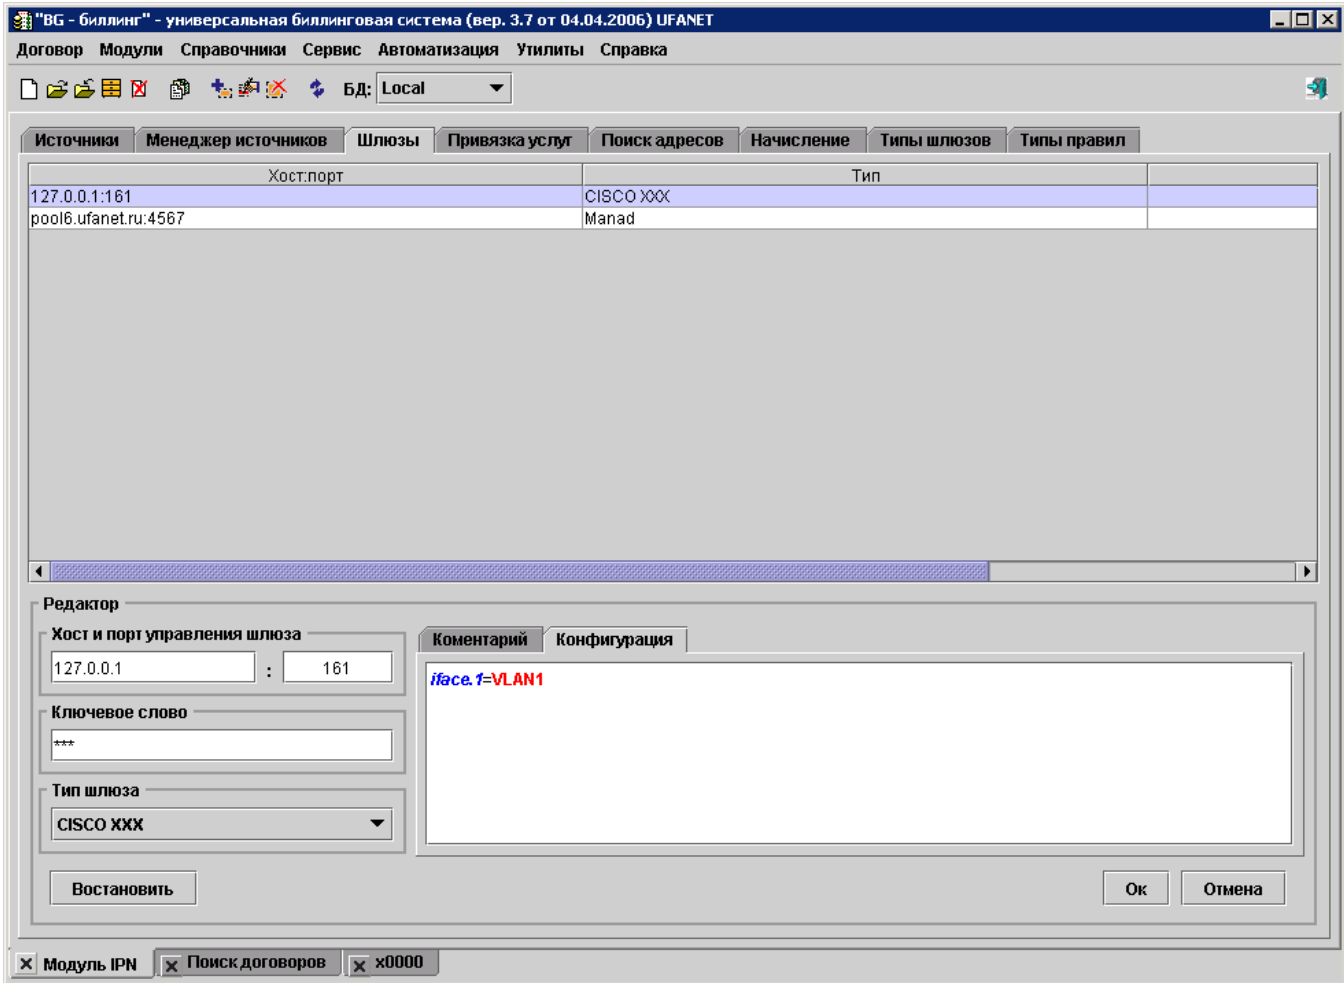 "BG - биллинг" - универсальная биллинговая система (вер. 3.7 от 04.04.2006) UFANET
Договор Модули Справочники Сервис Автоматизация Утилиты Справка
БД: Local
Источники Менеджер источников Шлюзы Привязка услуг Поиск адресов Начисление Типы шлюзов Типы правил
Хост:порт Тип
127.0.0.1:161 CISCO XXX
pool6.ufanet.ru:4567 Manad
Редактор
Хост и порт управления шлюза
127.0.0.1 : 161
Ключевое слово
***
Тип шлюза
CISCO XXX
Коментарий Конфигурация
iface.1=VLAN1
Востановить Ок Отмена
Модуль IPN Поиск договоров x0000